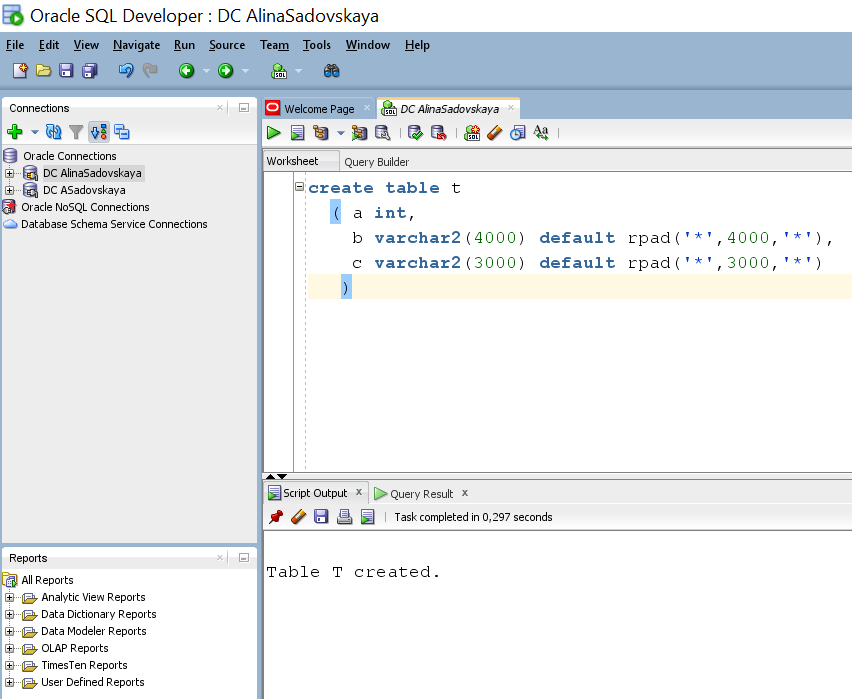 Oracle SQL Developer : DC AlinaSadovskaya
File Edit View Navigate Run Source Team Tools Window Help
Connections
Oracle Connections
DC AlinaSadovskaya
DC ASadovskaya
Oracle NoSQL Connections
Database Schema Service Connections
Reports
All Reports
Analytic View Reports
Data Dictionary Reports
Data Modeler Reports
OLAP Reports
TimesTen Reports
User Defined Reports
Welcome Page DC AlinaSadovskaya
Worksheet Query Builder
create table t
( a int,
b varchar2(4000) default rpad('*',4000,'*'),
c varchar2(3000) default rpad('*',3000,'*')
)
Script Output Query Result
Task completed in 0,297 seconds
Table T created.